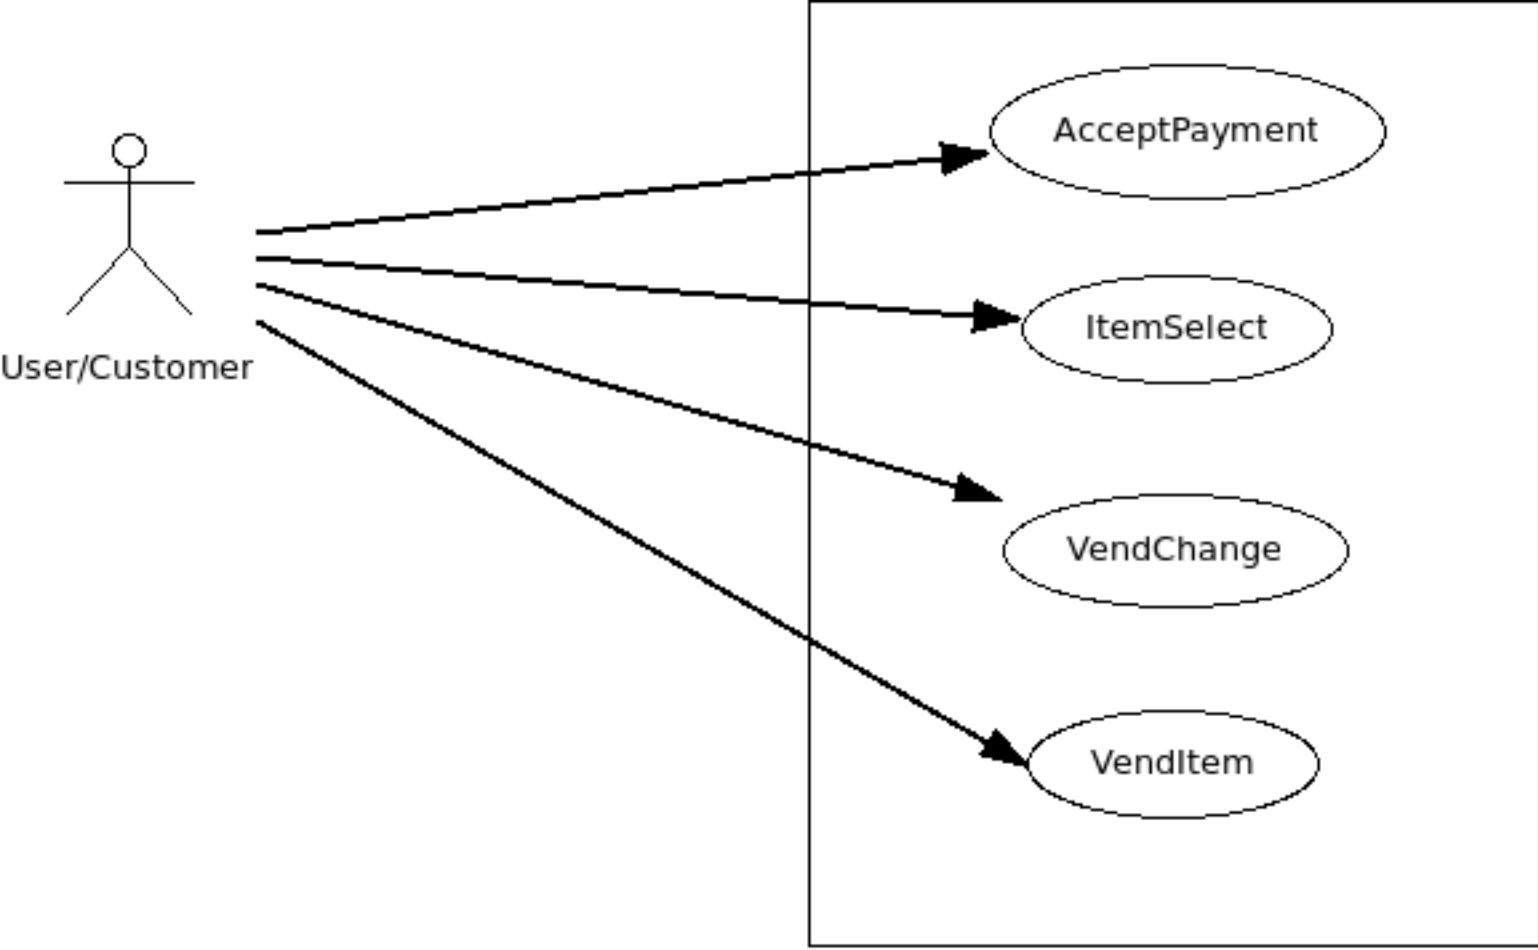 AcceptPayment
ItemSelect
User/Customer
VendChange
VendItem